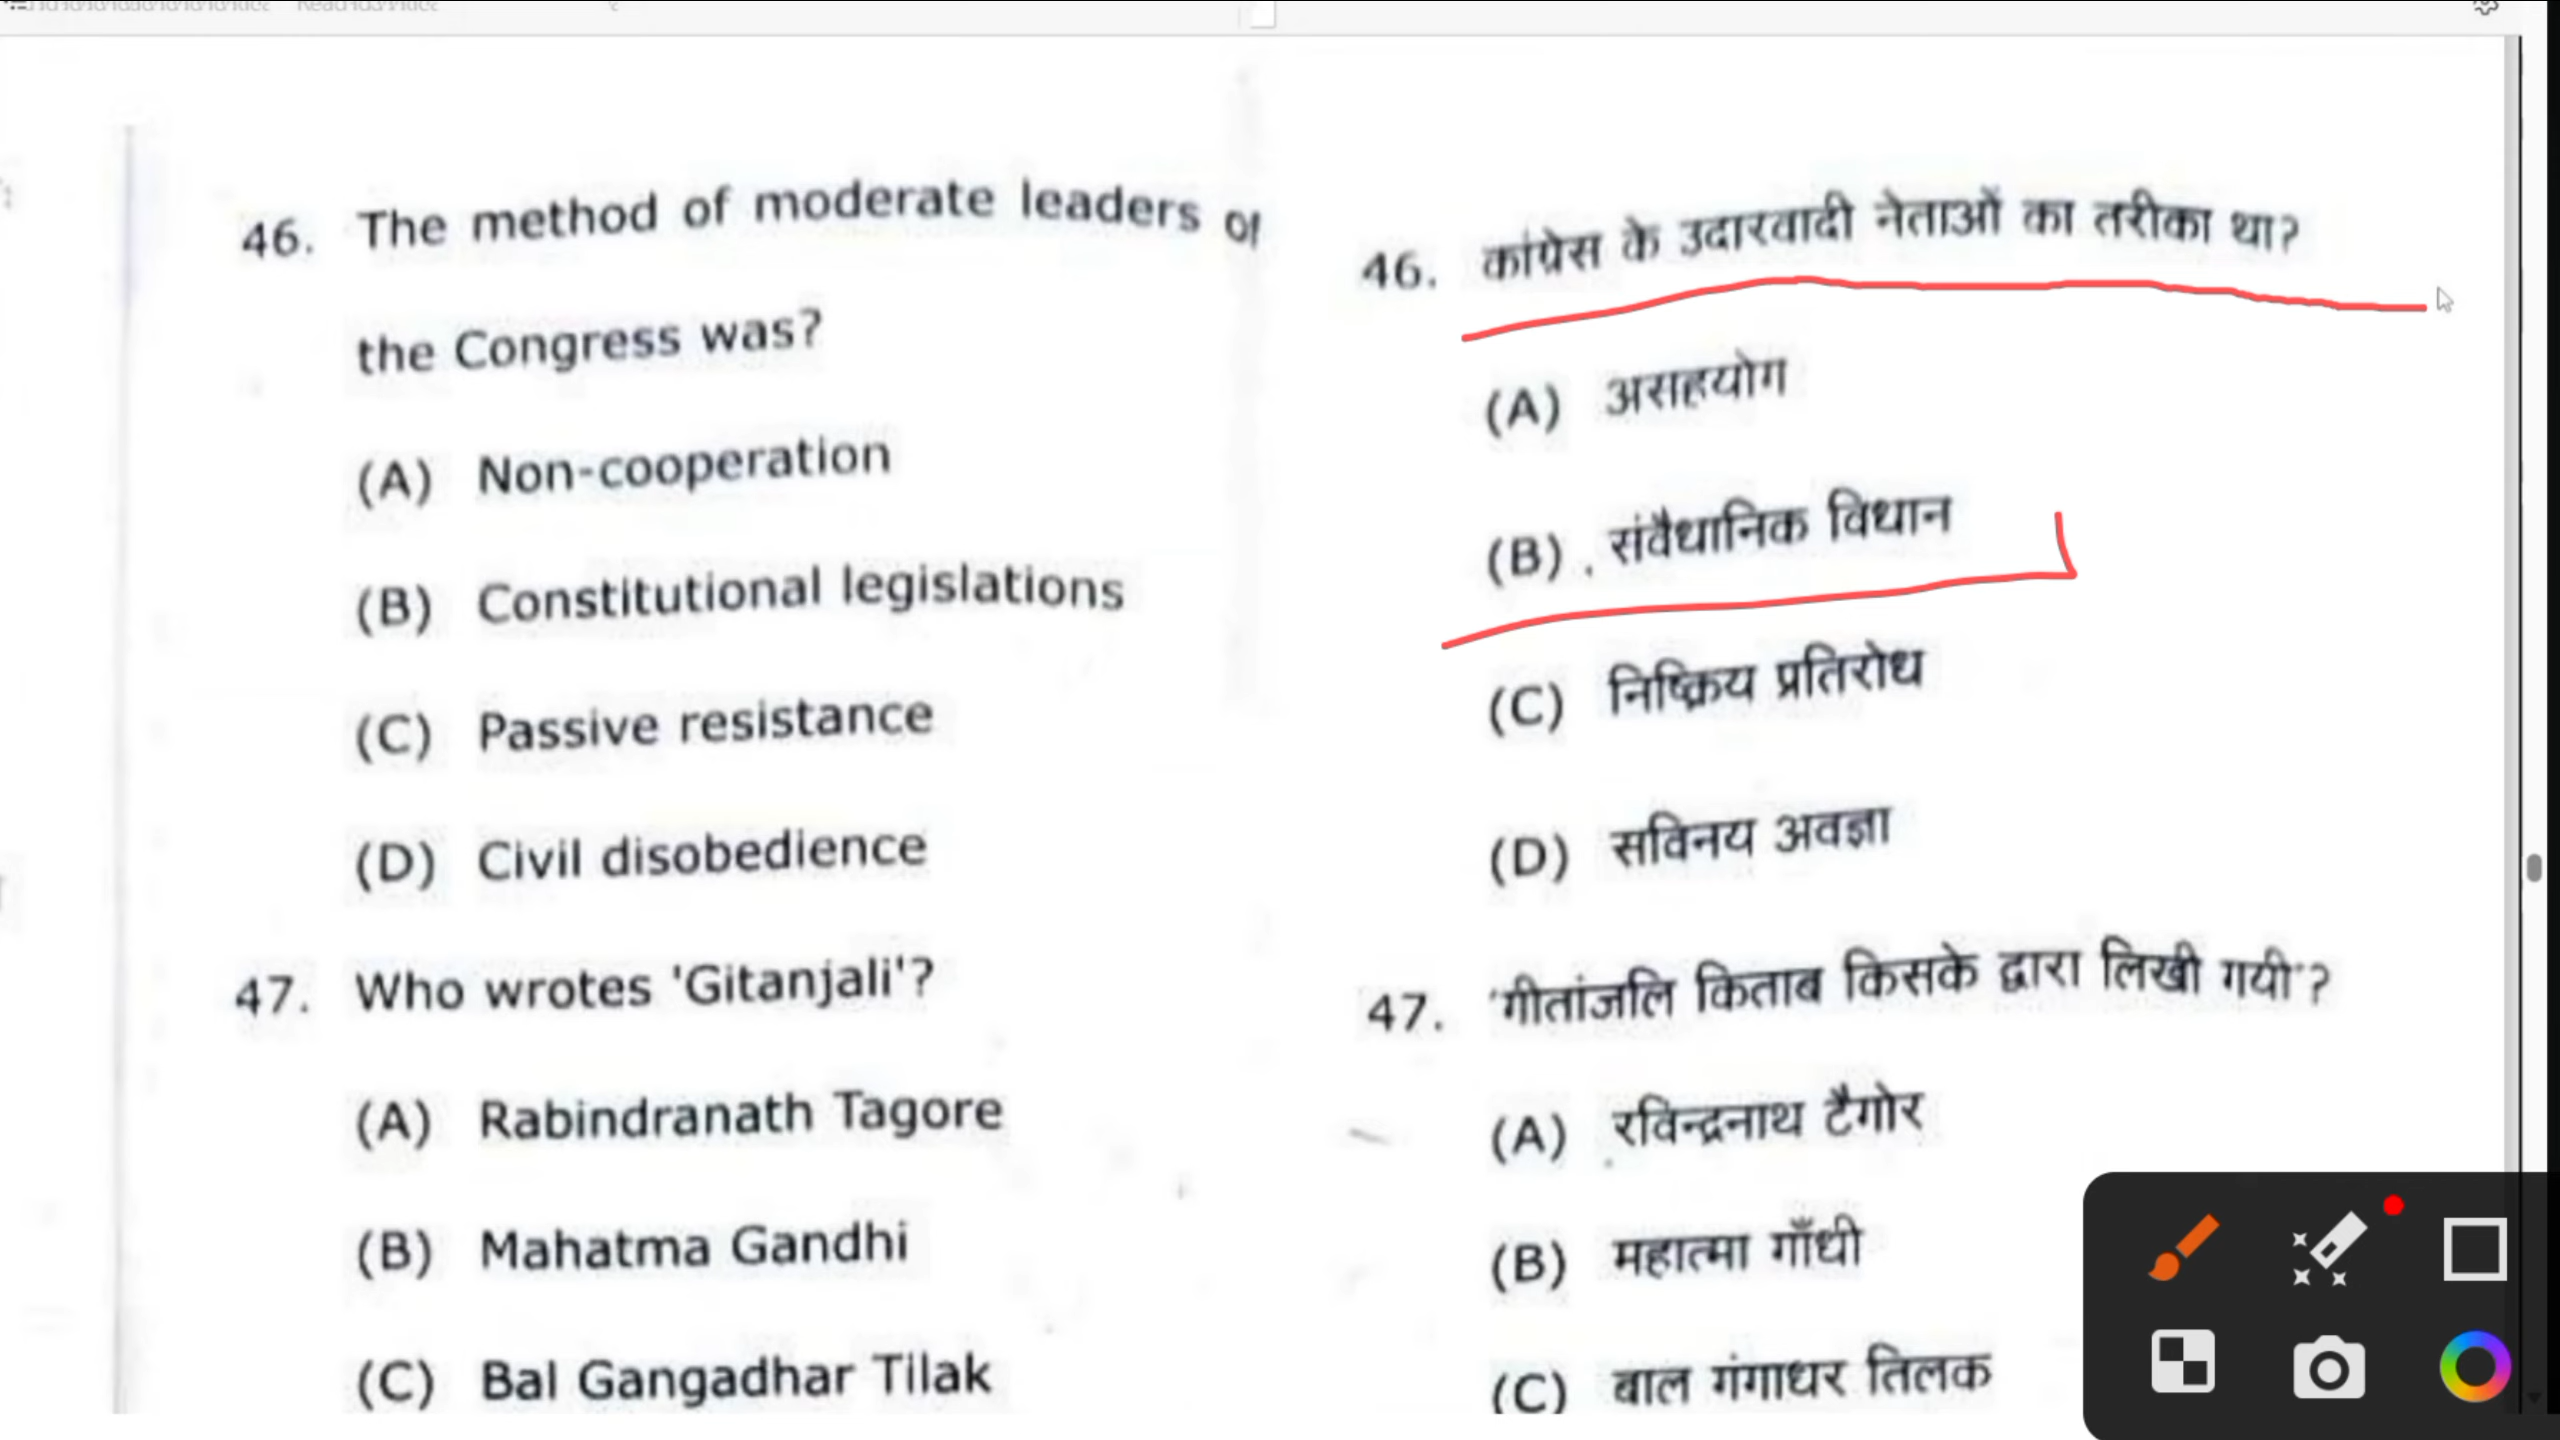 46. The method of moderate leaders of
the Congress was?
(A) Non-cooperation
(B) Constitutional legislations
(C) Passive resistance
(D) Civil disobedience
47. Who wrotes 'Gitanjali'?
(A) Rabindranath Tagore
(B) Mahatma Gandhi
(C) Bal Gangadhar Tilak
46. कांग्रेस के उदारवादी नेताओं का तरीका था?
(A) असहयोग
(B) संवैधानिक विधान
(C) निष्क्रिय प्रतिरोध
(D) सविनय अवज्ञा
47. 'गीतांजलि किताब किसके द्वारा लिखी गयी'?
(A) रविन्द्रनाथ टैगोर
(B) महात्मा गाँधी
(C) बाल गंगाधर तिलक